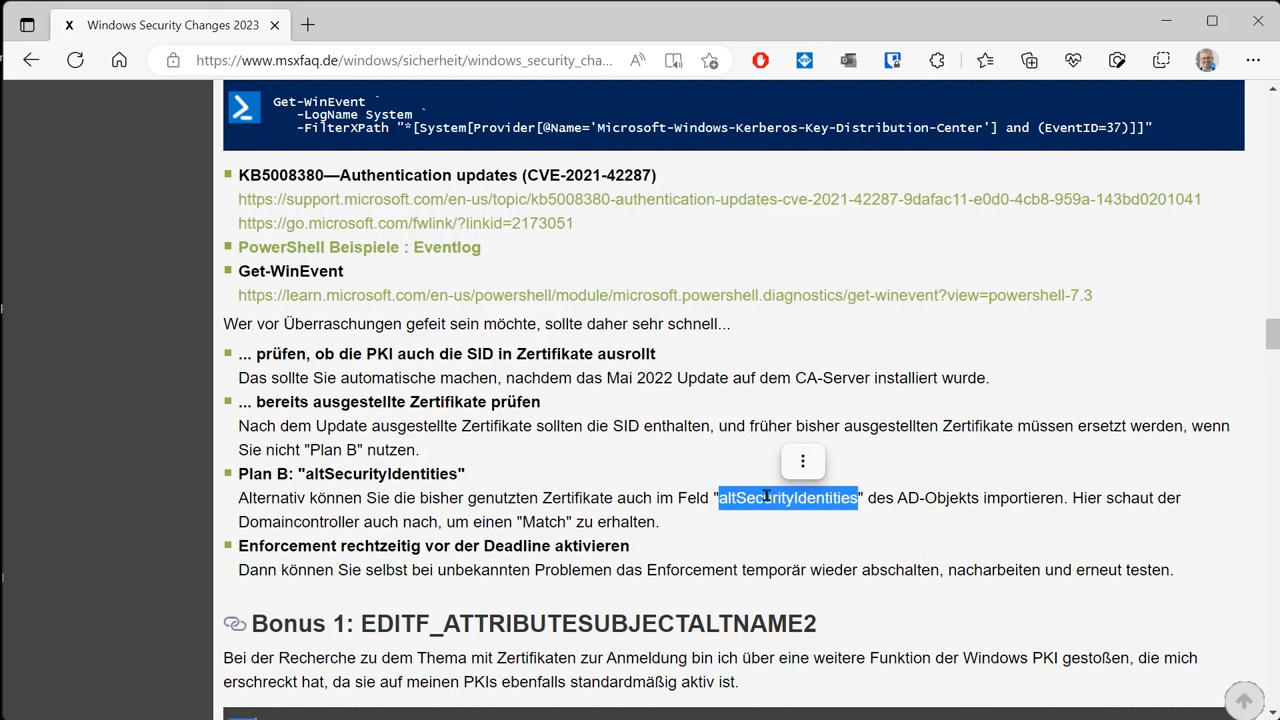 Windows Security Changes 2023
https://www.msxfaq.de/windows/sicherheit/windows_security_cha...
Get-WinEvent `
-LogName System `
-FilterXPath "*[System[Provider[@Name='Microsoft-Windows-Kerberos-Key-Distribution-Center'] and (EventID=37)]]"
KB5008380—Authentication updates (CVE-2021-42287)
https://support.microsoft.com/en-us/topic/kb5008380-authentication-updates-cve-2021-42287-9dafac11-e0d0-4cb8-959a-143bd0201041
https://go.microsoft.com/fwlink/?linkid=2173051
PowerShell Beispiele : Eventlog
Get-WinEvent
https://learn.microsoft.com/en-us/powershell/module/microsoft.powershell.diagnostics/get-winevent?view=powershell-7.3
Wer vor Überraschungen gefeit sein möchte, sollte daher sehr schnell...
... prüfen, ob die PKI auch die SID in Zertifikate ausrollt
Das sollte Sie automatische machen, nachdem das Mai 2022 Update auf dem CA-Server installiert wurde.
... bereits ausgestellte Zertifikate prüfen
Nach dem Update ausgestellte Zertifikate sollten die SID enthalten, und früher bisher ausgestellten Zertifikate müssen ersetzt werden, wenn
Sie nicht "Plan B" nutzen.
Plan B: "altSecurityIdentities"
Alternativ können Sie die bisher genutzten Zertifikate auch im Feld "altSecurityIdentities" des AD-Objekts importieren. Hier schaut der
Domaincontroller auch nach, um einen "Match" zu erhalten.
Enforcement rechtzeitig vor der Deadline aktivieren
Dann können Sie selbst bei unbekannten Problemen das Enforcement temporär wieder abschalten, nacharbeiten und erneut testen.
Bonus 1: EDITF_ATTRIBUTESUBJECTALTNAME2
Bei der Recherche zu dem Thema mit Zertifikaten zur Anmeldung bin ich über eine weitere Funktion der Windows PKI gestoßen, die mich
erschreckt hat, da sie auf meinen PKIs ebenfalls standardmäßig aktiv ist.